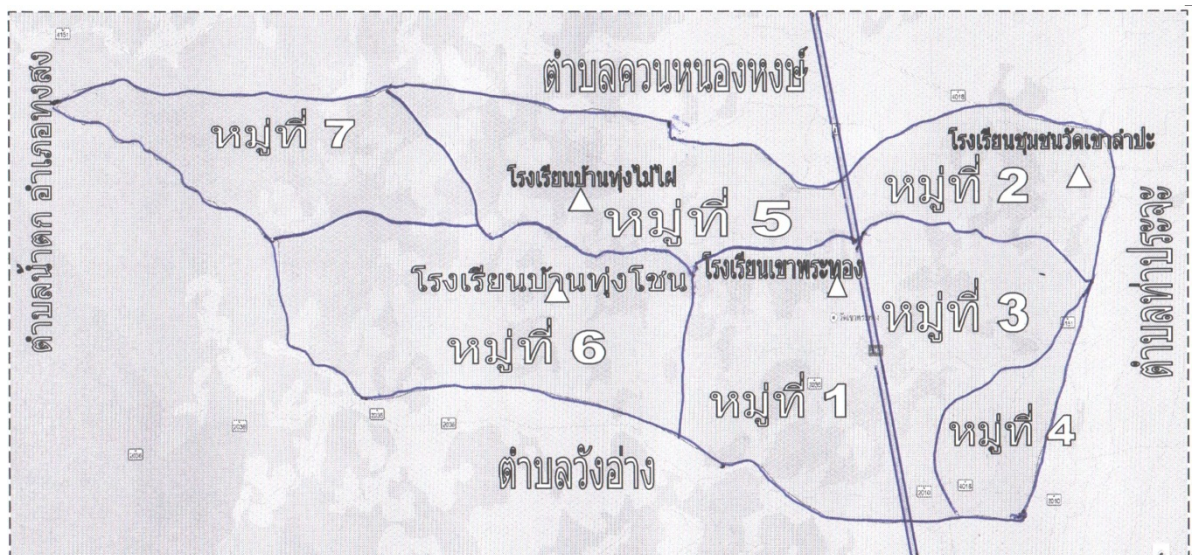 ตำบลควนหนองหงษ์
ตำบลน้ำตก อำเภอทุ่งสง
หมู่ที่ 7
โรงเรียนชุมชนวัดเขาลำปะ
หมู่ที่ 2
โรงเรียนบ้านทุ่งไม้ไผ่
หมู่ที่ 5
ตำบลท่าประจะ
โรงเรียนเขาพระทอง
โรงเรียนบ้านทุ่งโชน
หมู่ที่ 3
หมู่ที่ 6
หมู่ที่ 1
หมู่ที่ 4
ตำบลวังอ่าง